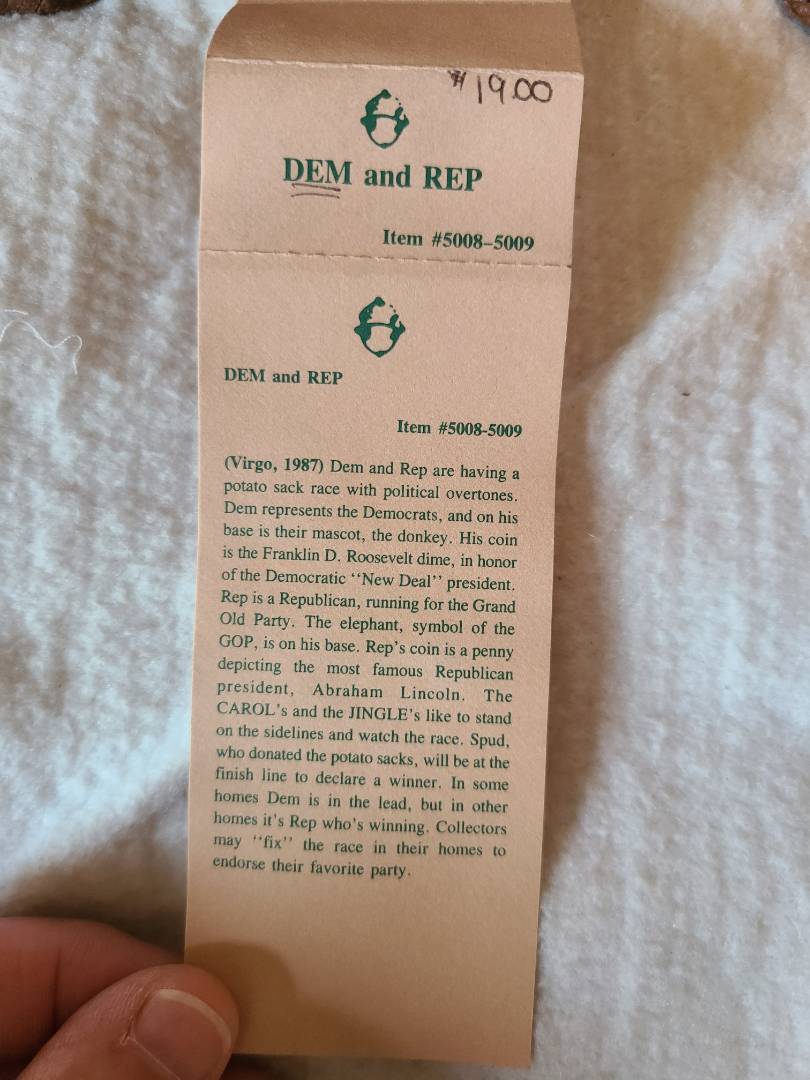 $19.00
DEM and REP
Item #5008–5009
DEM and REP
Item #5008-5009
(Virgo, 1987) Dem and Rep are having a
potato sack race with political overtones.
Dem represents the Democrats, and on his
base is their mascot, the donkey. His coin
is the Franklin D. Roosevelt dime, in honor
of the Democratic ‘‘New Deal’’ president.
Rep is a Republican, running for the Grand
Old Party. The elephant, symbol of the
GOP, is on his base. Rep's coin is a penny
depicting the most famous Republican
president, Abraham Lincoln. The
CAROL's and the JINGLE's like to stand
on the sidelines and watch the race. Spud,
who donated the potato sacks, will be at the
finish line to declare a winner. In some
homes Dem is in the lead, but in other
homes it's Rep who's winning. Collectors
may ‘‘fix’’ the race in their homes to
endorse their favorite party.